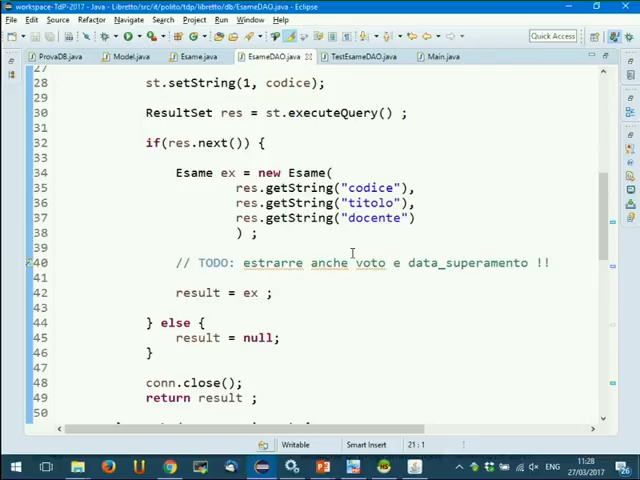 workspace-TdP-2017 - Java - Libretto/src/it/polito/tdp/libretto/db/EsameDAO.java - Eclipse
File Edit Source Refactor Navigate Search Project Run Window Help
Quick Access
ProvaDB.java Model.java Esame.java EsameDAO.java TestEsameDAO.java Main.java
27
28 st.setString(1, codice);
29
30 ResultSet res = st.executeQuery() ;
31
32 if(res.next()) {
33
34 Esame ex = new Esame(
35 res.getString("codice"),
36 res.getString("titolo"),
37 res.getString("docente")
38 ) ;
39
40 // TODO: estrarre anche voto e data_superamento !!
41
42 result = ex ;
43
44 } else {
45 result = null;
46 }
47
48 conn.close();
49 return result ;
50
Writable Smart Insert 21 : 1
11:28
27/03/2017
26